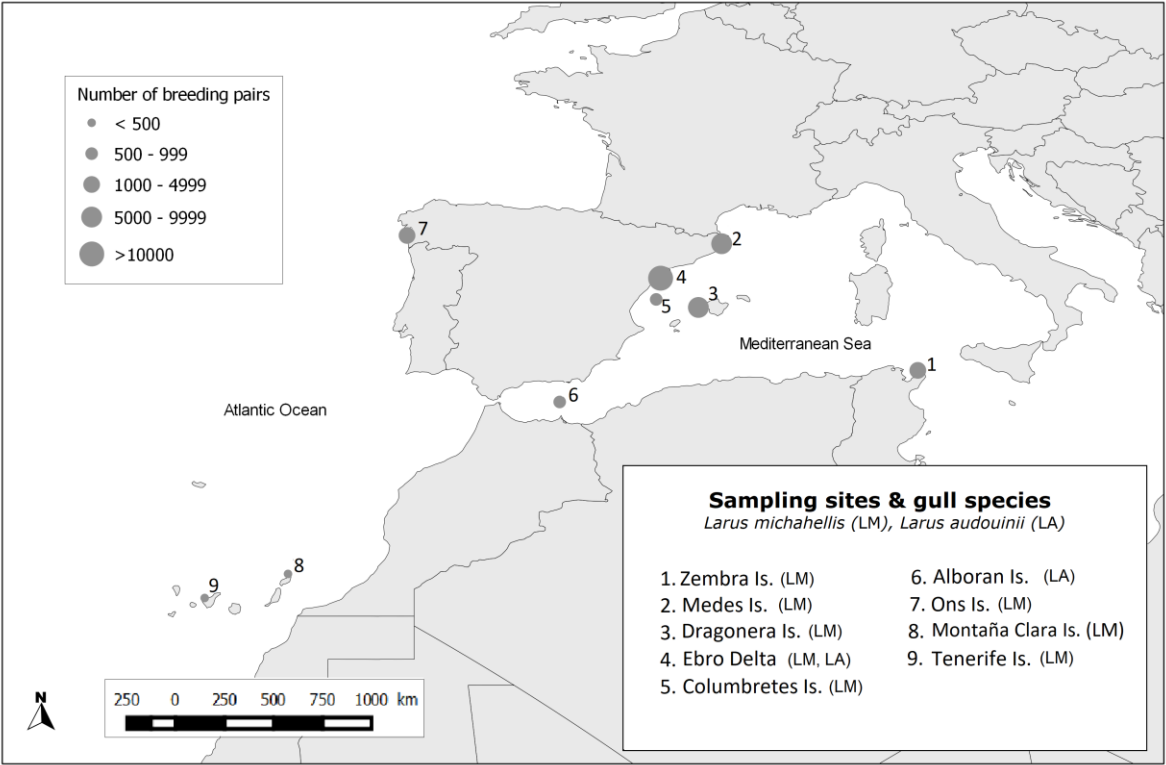 Number of breeding pairs
< 500
500 - 999
1000 - 4999
5000 - 9999
>10000
7
2
4
3
5
Mediterranean Sea
1
6
Atlantic Ocean
8
9
Sampling sites & gull species
Larus michahellis (LM), Larus audouinii (LA)
1. Zembra Is. (LM)
2. Medes Is. (LM)
3. Dragonera Is. (LM)
4. Ebro Delta (LM, LA)
5. Columbretes Is. (LM)
6. Alboran Is. (LA)
7. Ons Is. (LM)
8. Montaña Clara Is. (LM)
9. Tenerife Is. (LM)
N
250 0 250 500 750 1000 km